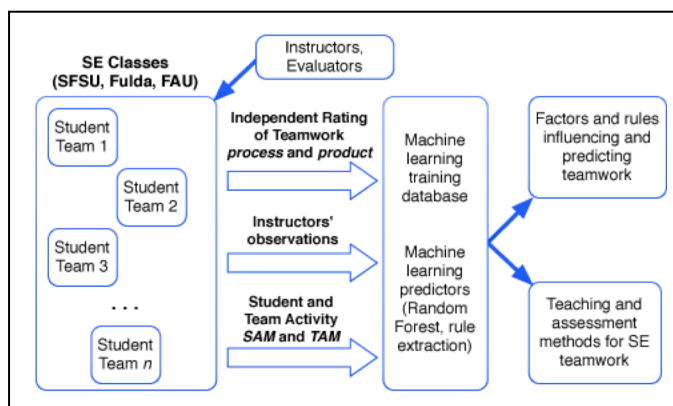 SE Classes
(SFSU, Fulda, FAU)
Instructors,
Evaluators
Student
Team 1
Student
Team 2
Student
Team 3
. . .
Student
Team n
Independent Rating
of Teamwork
process and product
Instructors'
observations
Student and
Team Activity
SAM and TAM
Machine
learning
training
database
Machine
learning
predictors
(Random
Forest, rule
extraction)
Factors and rules
influencing and
predicting
teamwork
Teaching and
assessment
methods for SE
teamwork